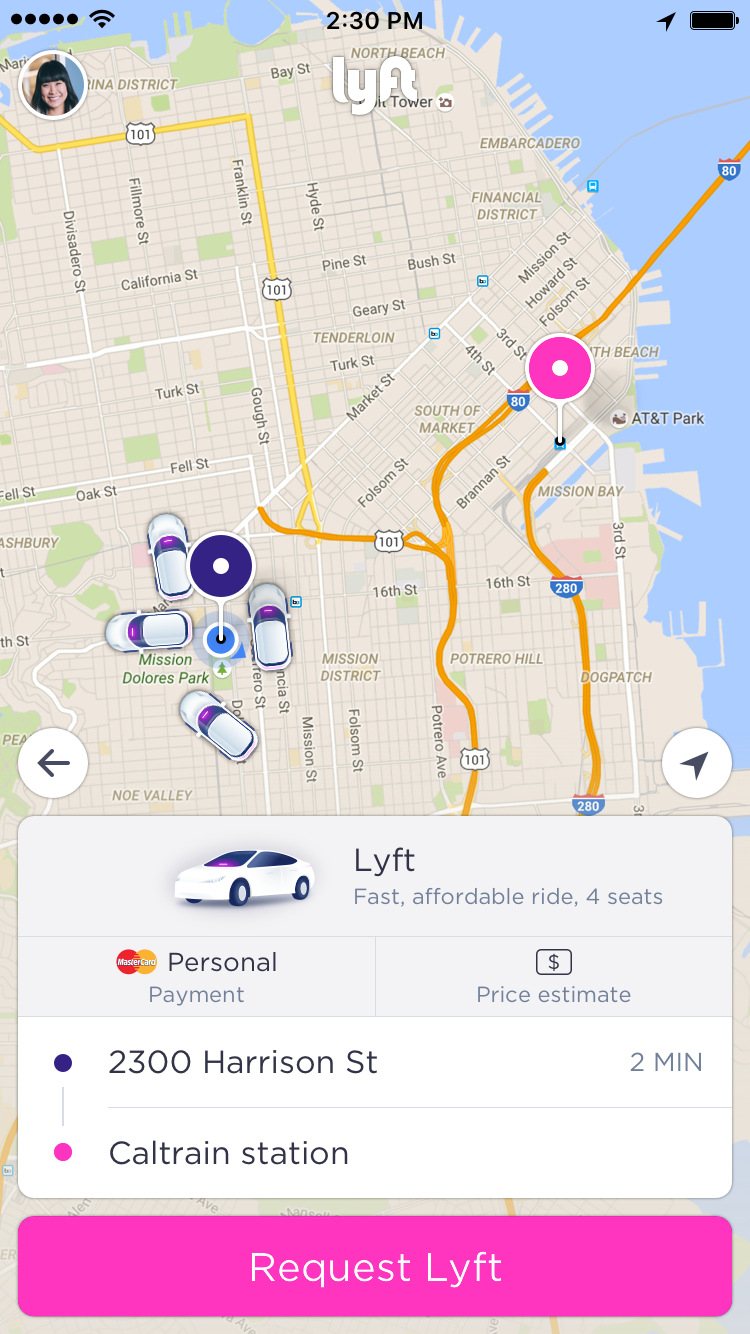 2:30 PM
NORTH BEACH
Bay St
RINA DISTRICT
lyft
Tower
101
EMBARCADERO
80
Franklin St
Fillmore St
Hyde St
FINANCIAL
DISTRICT
Divisadero St
Mission St
Howard St
Folsom St
Pine St
Bush St
California St
101
Geary St
3rd St
TENDERLOIN
4th St
TH BEACH
Turk St
Market St
Turk St
80
SOUTH OF
MARKET
AT&T Park
Gough St
Fell St
Folsom St
Brannan St
Fell St
Oak St
MISSION BAY
3rd St
ASHBURY
101
16th St
16th St
280
th St
Mission
Dolores Park
MISSION
DISTRICT
POTRERO HILL
DOGPATCH
ncia St
Mission St
Folsom St
Potrero Ave
101
NOE VALLEY
280
Lyft
Fast, affordable ride, 4 seats
MasterCard
Personal
$
Payment
Price estimate
2300 Harrison St
2 MIN
Caltrain station
Request Lyft